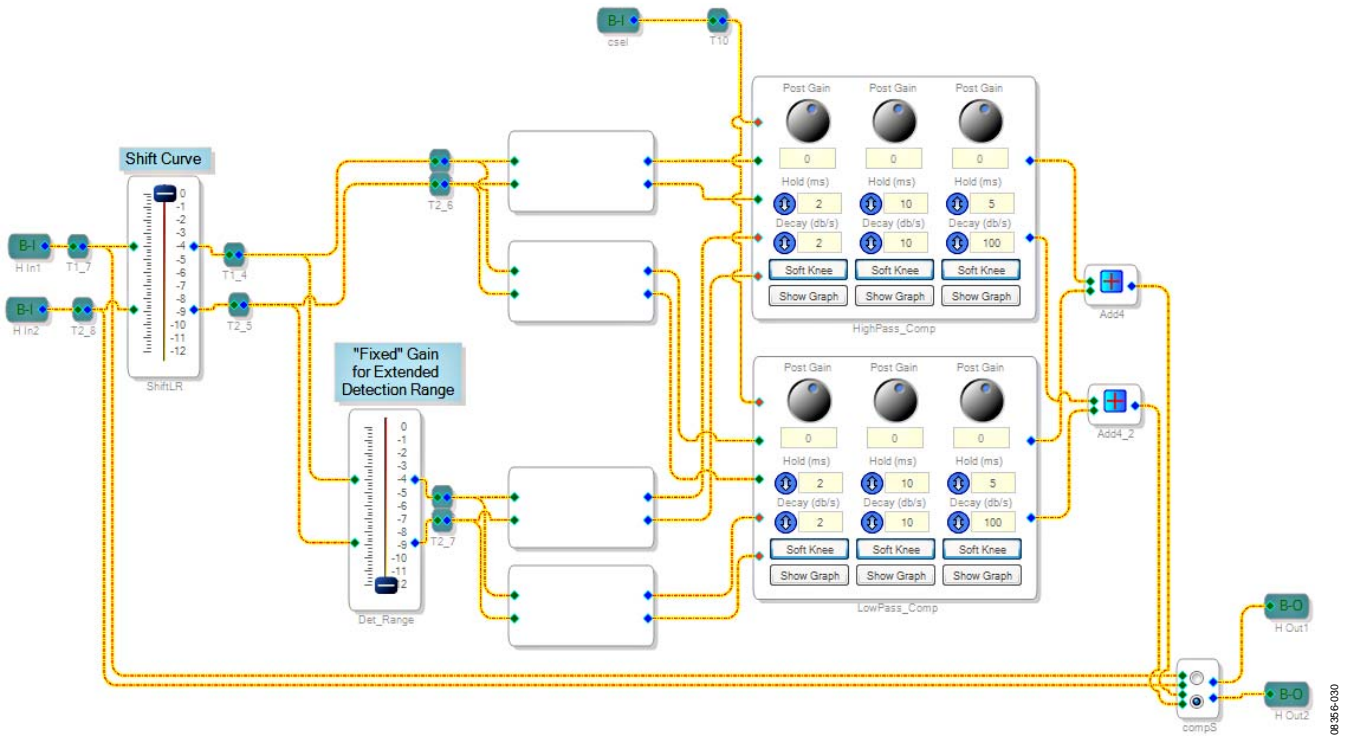 B-I
csel
T10
Shift Curve
0
-1
-2
-3
-4
-5
-6
-7
-8
-9
-10
-11
-12
ShiftLR
B-I
H In1
T1_7
B-I
H In2
T2_8
T1_4
T2_5
T2_6
"Fixed" Gain
for Extended
Detection Range
0
-1
-2
-3
-4
-5
-6
-7
-8
-9
-10
-11
2
Det_Range
T2_7
Post Gain Post Gain Post Gain
0 0 0
Hold (ms) Hold (ms) Hold (ms)
2 10 5
Decay (db/s) Decay (db/s) Decay (db/s)
2 10 100
Soft Knee Soft Knee Soft Knee
Show Graph Show Graph Show Graph
HighPass_Comp
Post Gain Post Gain Post Gain
0 0 0
Hold (ms) Hold (ms) Hold (ms)
2 10 5
Decay (db/s) Decay (db/s) Decay (db/s)
2 10 100
Soft Knee Soft Knee Soft Knee
Show Graph Show Graph Show Graph
LowPass_Comp
Add4
Add4_2
compS
B-O
H Out1
B-O
H Out2
08356-030